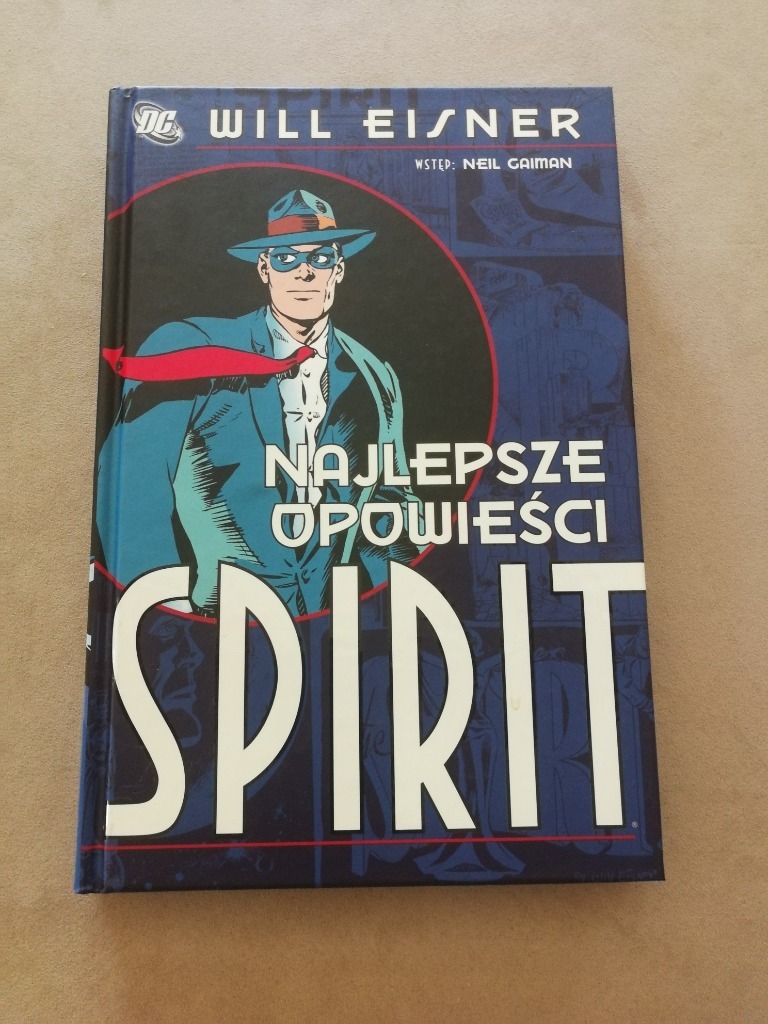 DC
WILL EISNER
WSTĘP: NEIL GAIMAN
NAJLEPSZE
OPOWIEŚCI
SPIRIT
®